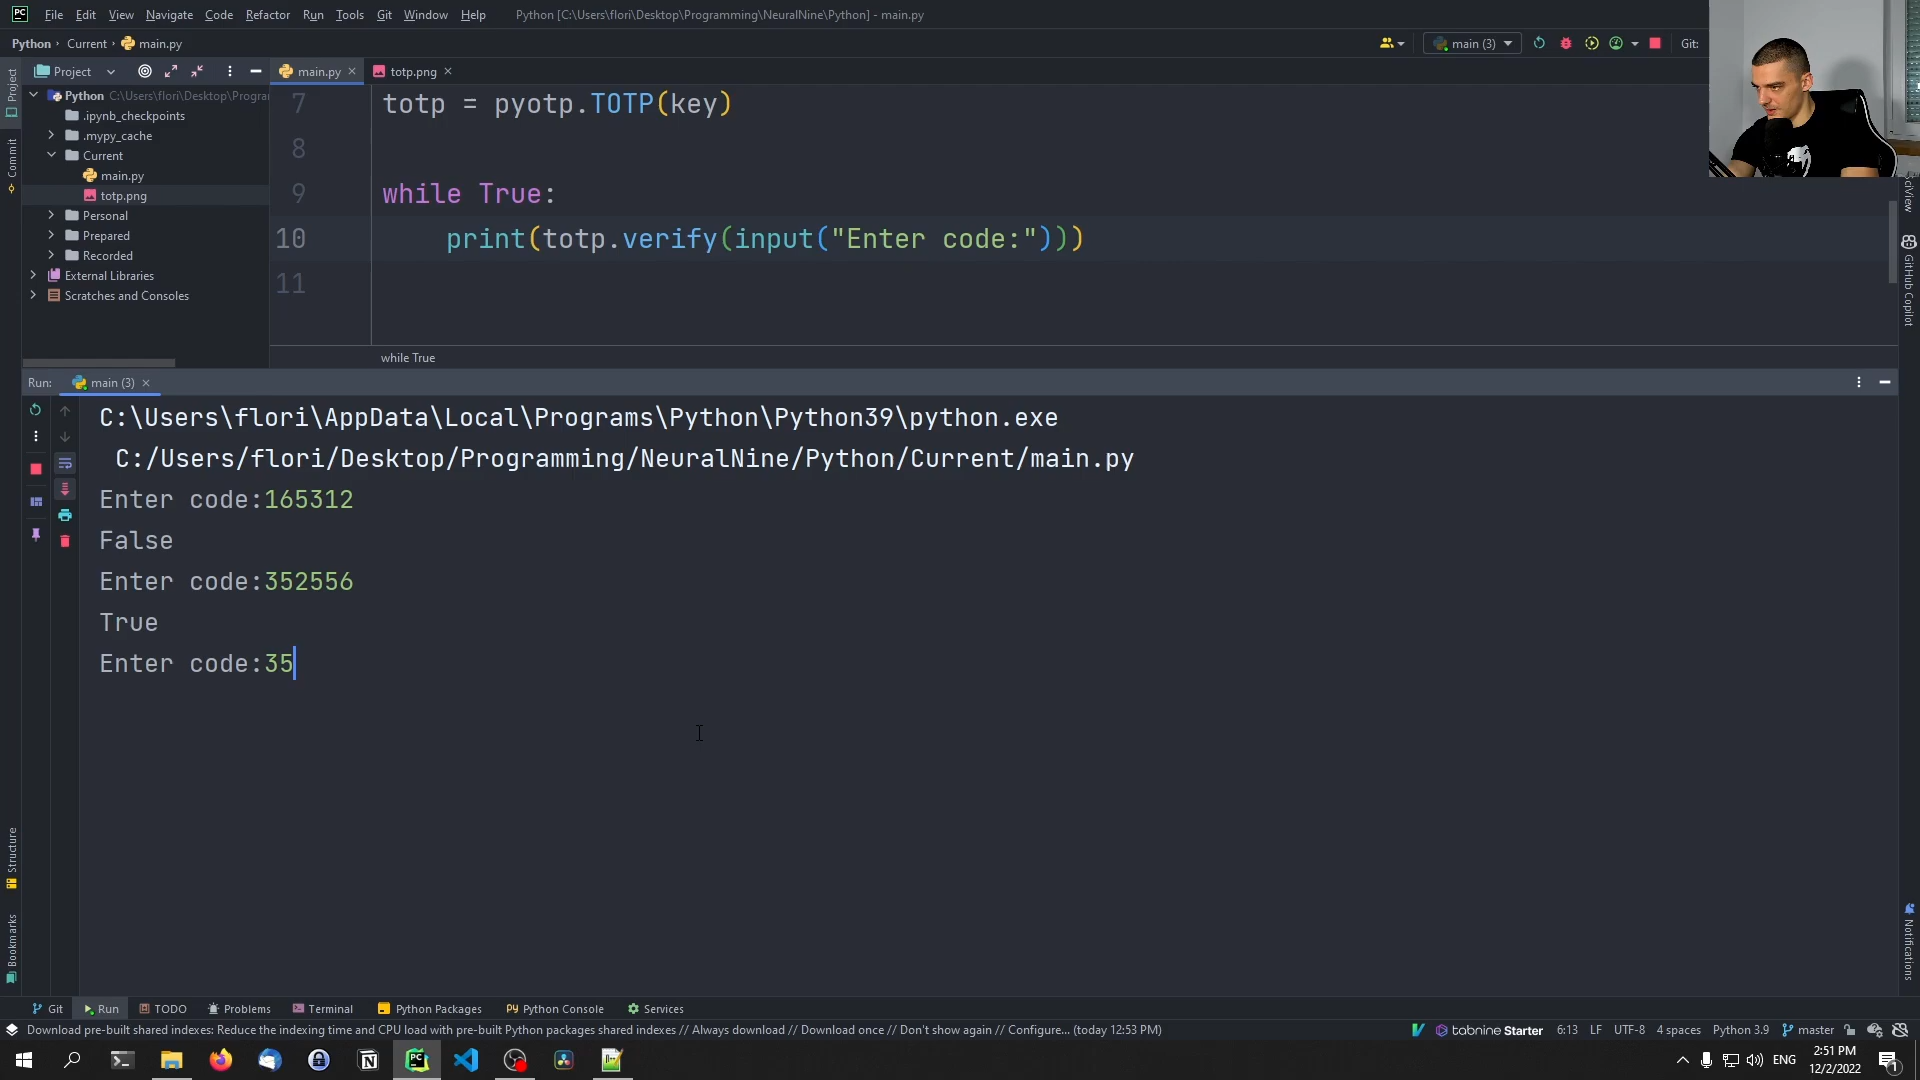 File Edit View Navigate Code Refactor Run Tools Git Window Help Python [C:\Users\flori\Desktop\Programming\NeuralNine\Python] - main.py
Python Current main.py main (3) Git:
Project main.py totp.png
Python C:\Users\flori\Desktop\Progra
.ipynb_checkpoints
.mypy_cache
Current
main.py
totp.png
Personal
Prepared
Recorded
External Libraries
Scratches and Consoles
7 totp = pyotp.TOTP(key)
8
9 while True:
10 print(totp.verify(input("Enter code:")))
11
while True
Project
Commit
Structure
Bookmarks
SciView
GitHub Copilot
Notifications
Run: main (3)
C:\Users\flori\AppData\Local\Programs\Python\Python39\python.exe
C:/Users/flori/Desktop/Programming/NeuralNine/Python/Current/main.py
Enter code:165312
False
Enter code:352556
True
Enter code:35
Git Run TODO Problems Terminal Python Packages Python Console Services
Download pre-built shared indexes: Reduce the indexing time and CPU load with pre-built Python packages shared indexes // Always download // Download once // Don't show again // Configure... (today 12:53 PM) tabnine Starter 6:13 LF UTF-8 4 spaces Python 3.9 master
ENG 2:51 PM
12/2/2022